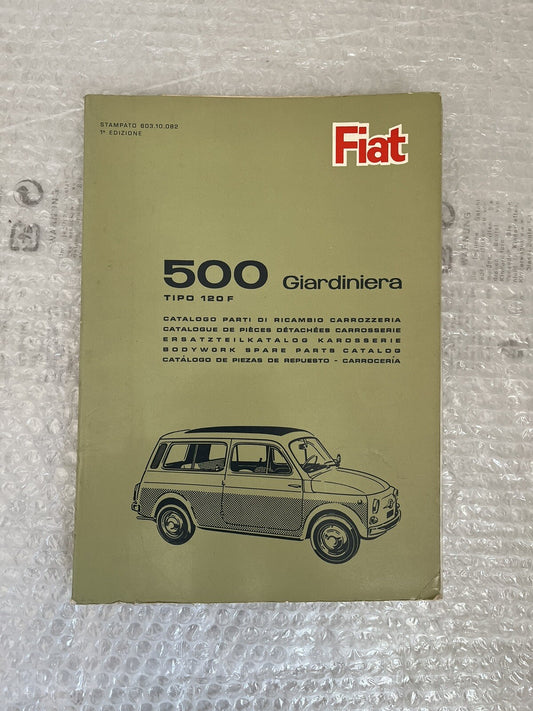 STAMPATO 603.10.082
1ª EDIZIONE
Fiat
500 Giardiniera
TIPO 120 F
CATALOGO PARTI DI RICAMBIO CARROZZERIA
CATALOGUE DE PIÈCES DÉTACHÉES CARROSSERIE
ERSATZTEILKATALOG KAROSSERIE
BODYWORK SPARE PARTS CATALOG
CATÁLOGO DE PIEZAS DE REPUESTO - CARROCERÍA
WARNING